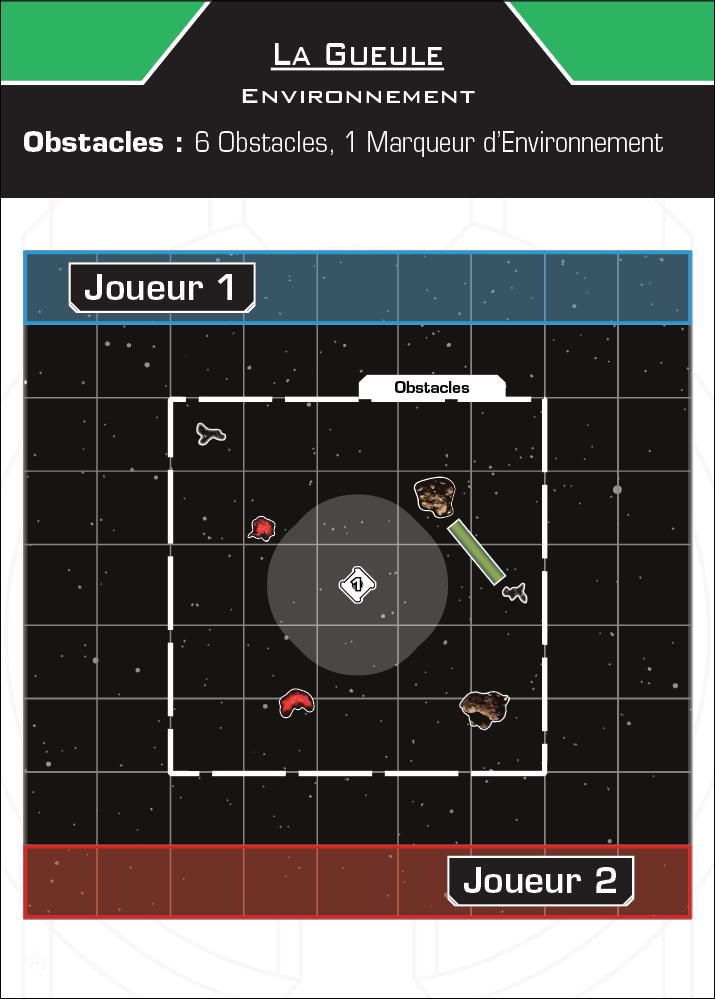 La Gueule
Environnement
Obstacles : 6 Obstacles, 1 Marqueur d'Environnement
Joueur 1
Obstacles
1
Joueur 2